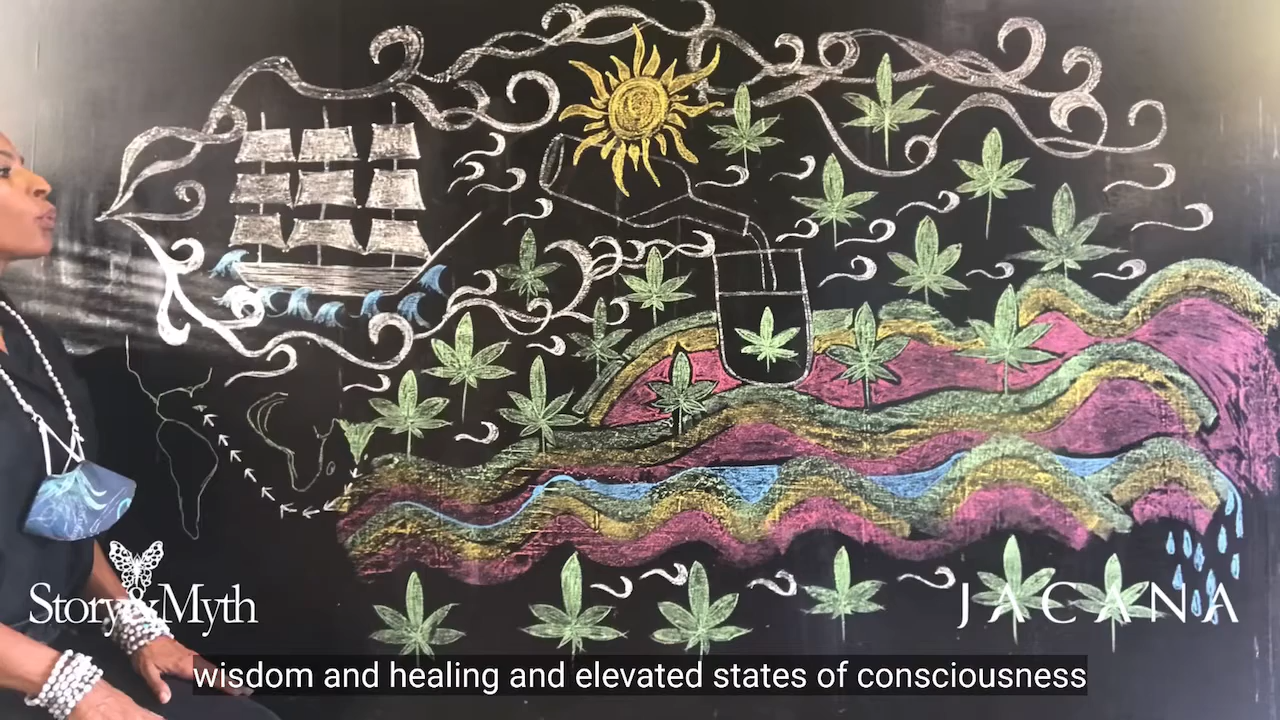 Story&Myth
JACANA
wisdom and healing and elevated states of consciousness